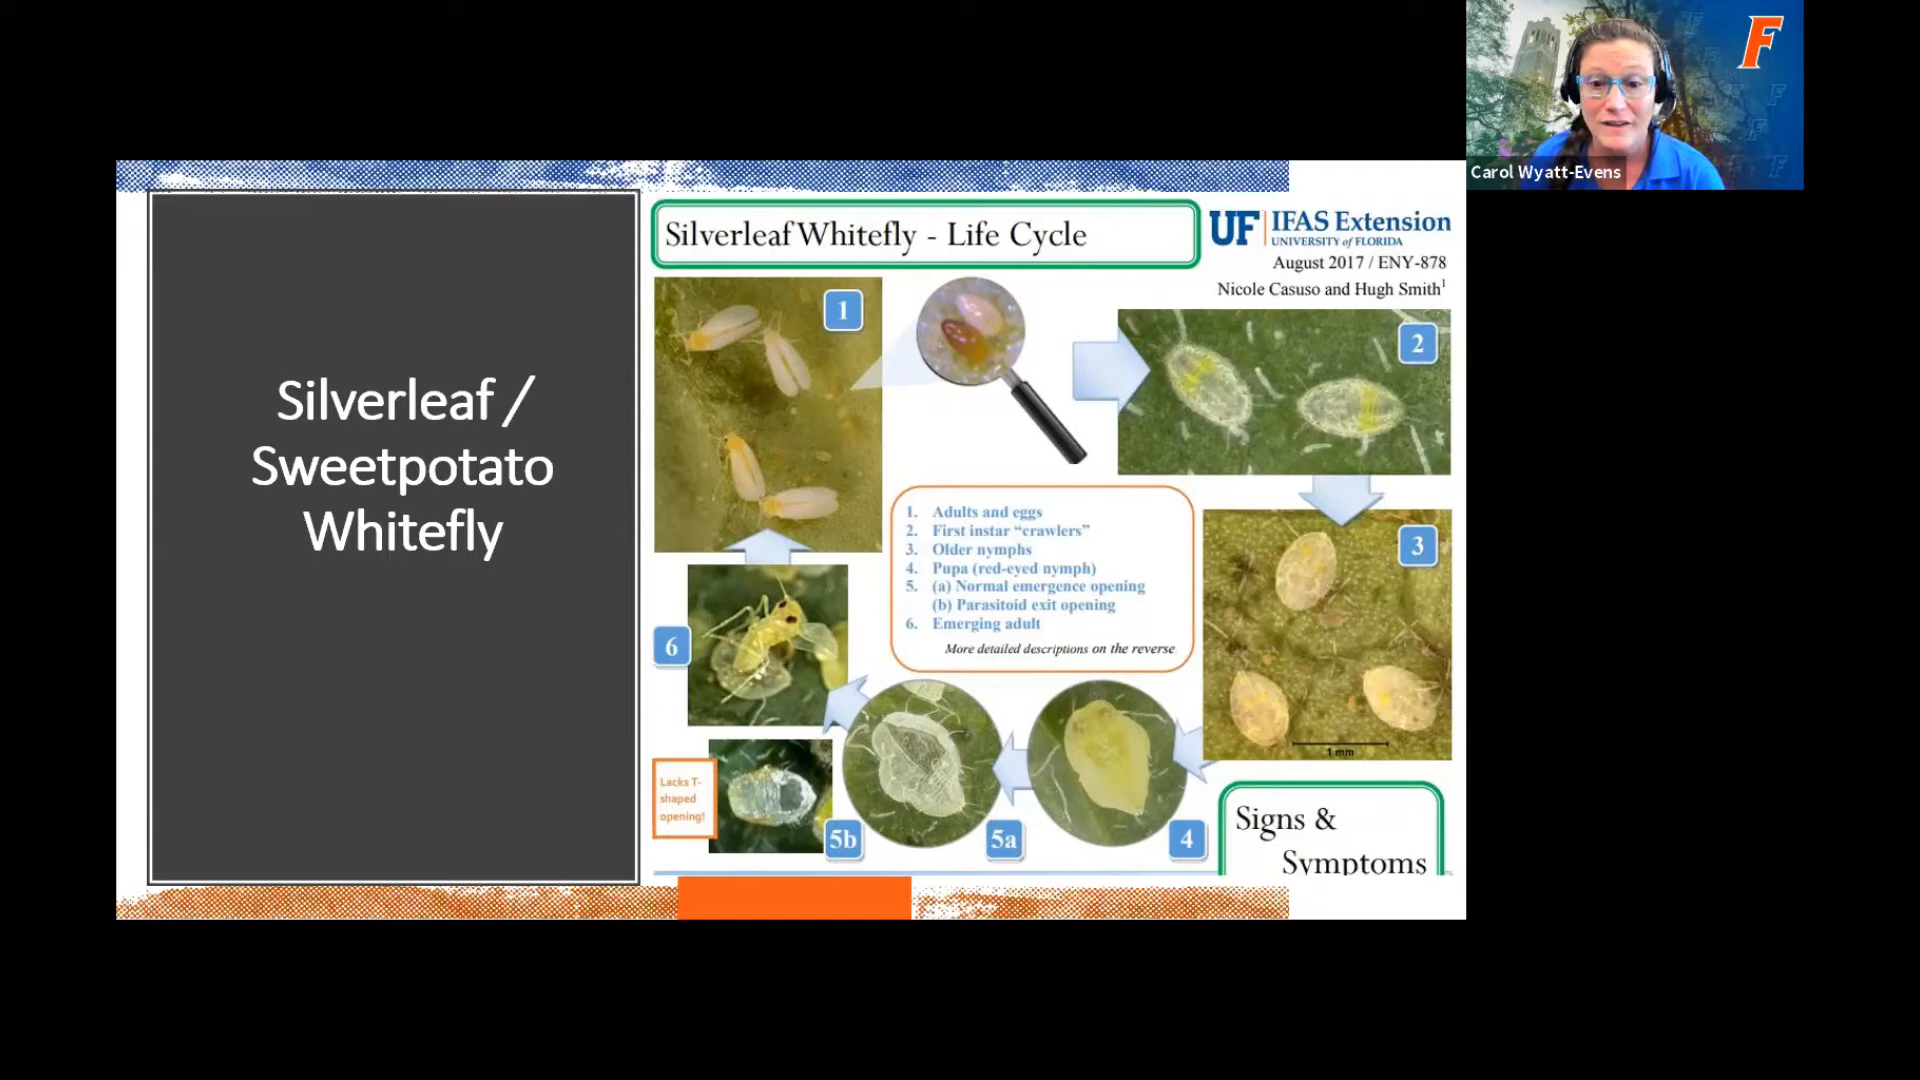 F
Carol Wyatt-Evens
Silverleaf /
Sweetpotato
Whitefly
Silverleaf Whitefly - Life Cycle
UF IFAS Extension
UNIVERSITY of FLORIDA
August 2017 / ENY-878
Nicole Casuso and Hugh Smith¹
1
2
3
1. Adults and eggs
2. First instar “crawlers”
3. Older nymphs
4. Pupa (red-eyed nymph)
5. (a) Normal emergence opening
(b) Parasitoid exit opening
6. Emerging adult
More detailed descriptions on the reverse
6
1 mm
Lacks T-
shaped
opening!
5b
5a
4
Signs &
Symptoms